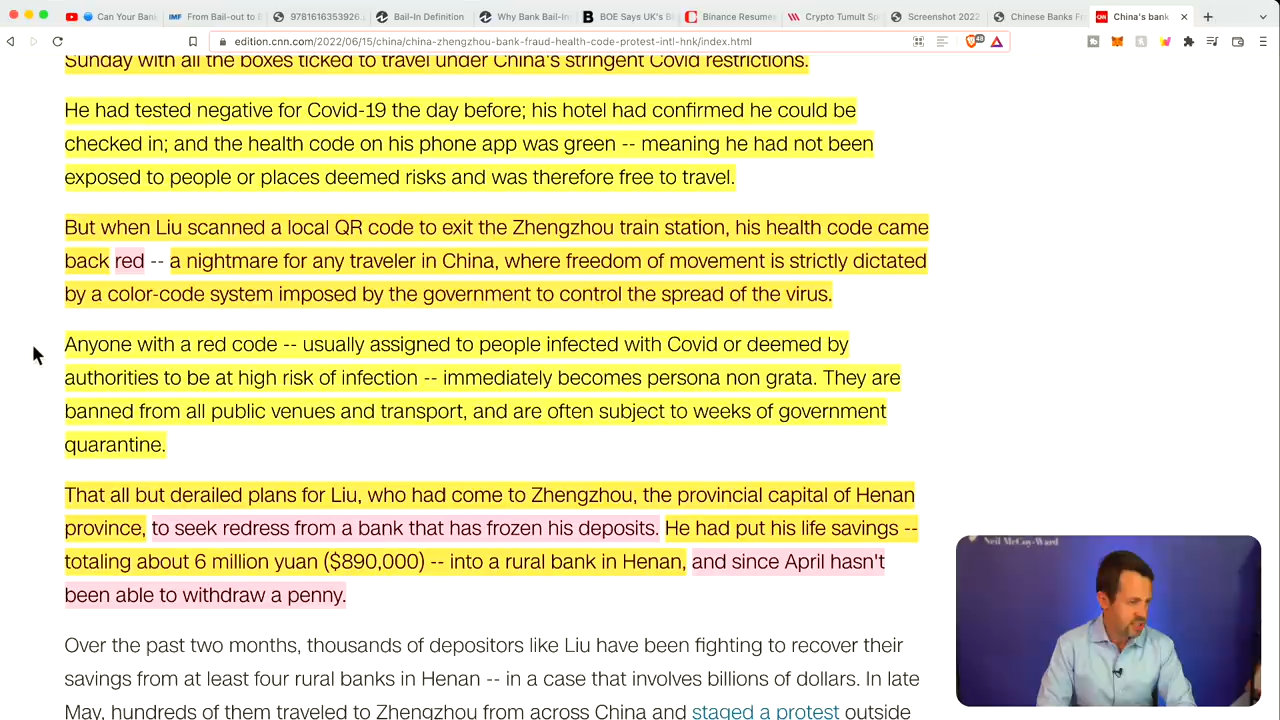 Can Your Bank
IMF From Bail-out to B
9781616353926.
Bail-In Definition
Why Bank Bail-In
B BOE Says UK's Bi
Binance Resumes
Crypto Tumult Sp
Screenshot 2022
Chinese Banks Fr
CNN China's bank
edition.cnn.com/2022/06/15/china/china-zhengzhou-bank-fraud-health-code-protest-intl-hnk/index.html
Sunday with all the boxes ticked to travel under China's stringent Covid restrictions.
He had tested negative for Covid-19 the day before; his hotel had confirmed he could be
checked in; and the health code on his phone app was green -- meaning he had not been
exposed to people or places deemed risks and was therefore free to travel.
But when Liu scanned a local QR code to exit the Zhengzhou train station, his health code came
back red -- a nightmare for any traveler in China, where freedom of movement is strictly dictated
by a color-code system imposed by the government to control the spread of the virus.
Anyone with a red code -- usually assigned to people infected with Covid or deemed by
authorities to be at high risk of infection -- immediately becomes persona non grata. They are
banned from all public venues and transport, and are often subject to weeks of government
quarantine.
That all but derailed plans for Liu, who had come to Zhengzhou, the provincial capital of Henan
province, to seek redress from a bank that has frozen his deposits. He had put his life savings --
totaling about 6 million yuan ($890,000) -- into a rural bank in Henan, and since April hasn't
been able to withdraw a penny.
Neil McCoy-Ward
Over the past two months, thousands of depositors like Liu have been fighting to recover their
savings from at least four rural banks in Henan -- in a case that involves billions of dollars. In late
May, hundreds of them traveled to Zhengzhou from across China and staged a protest outside